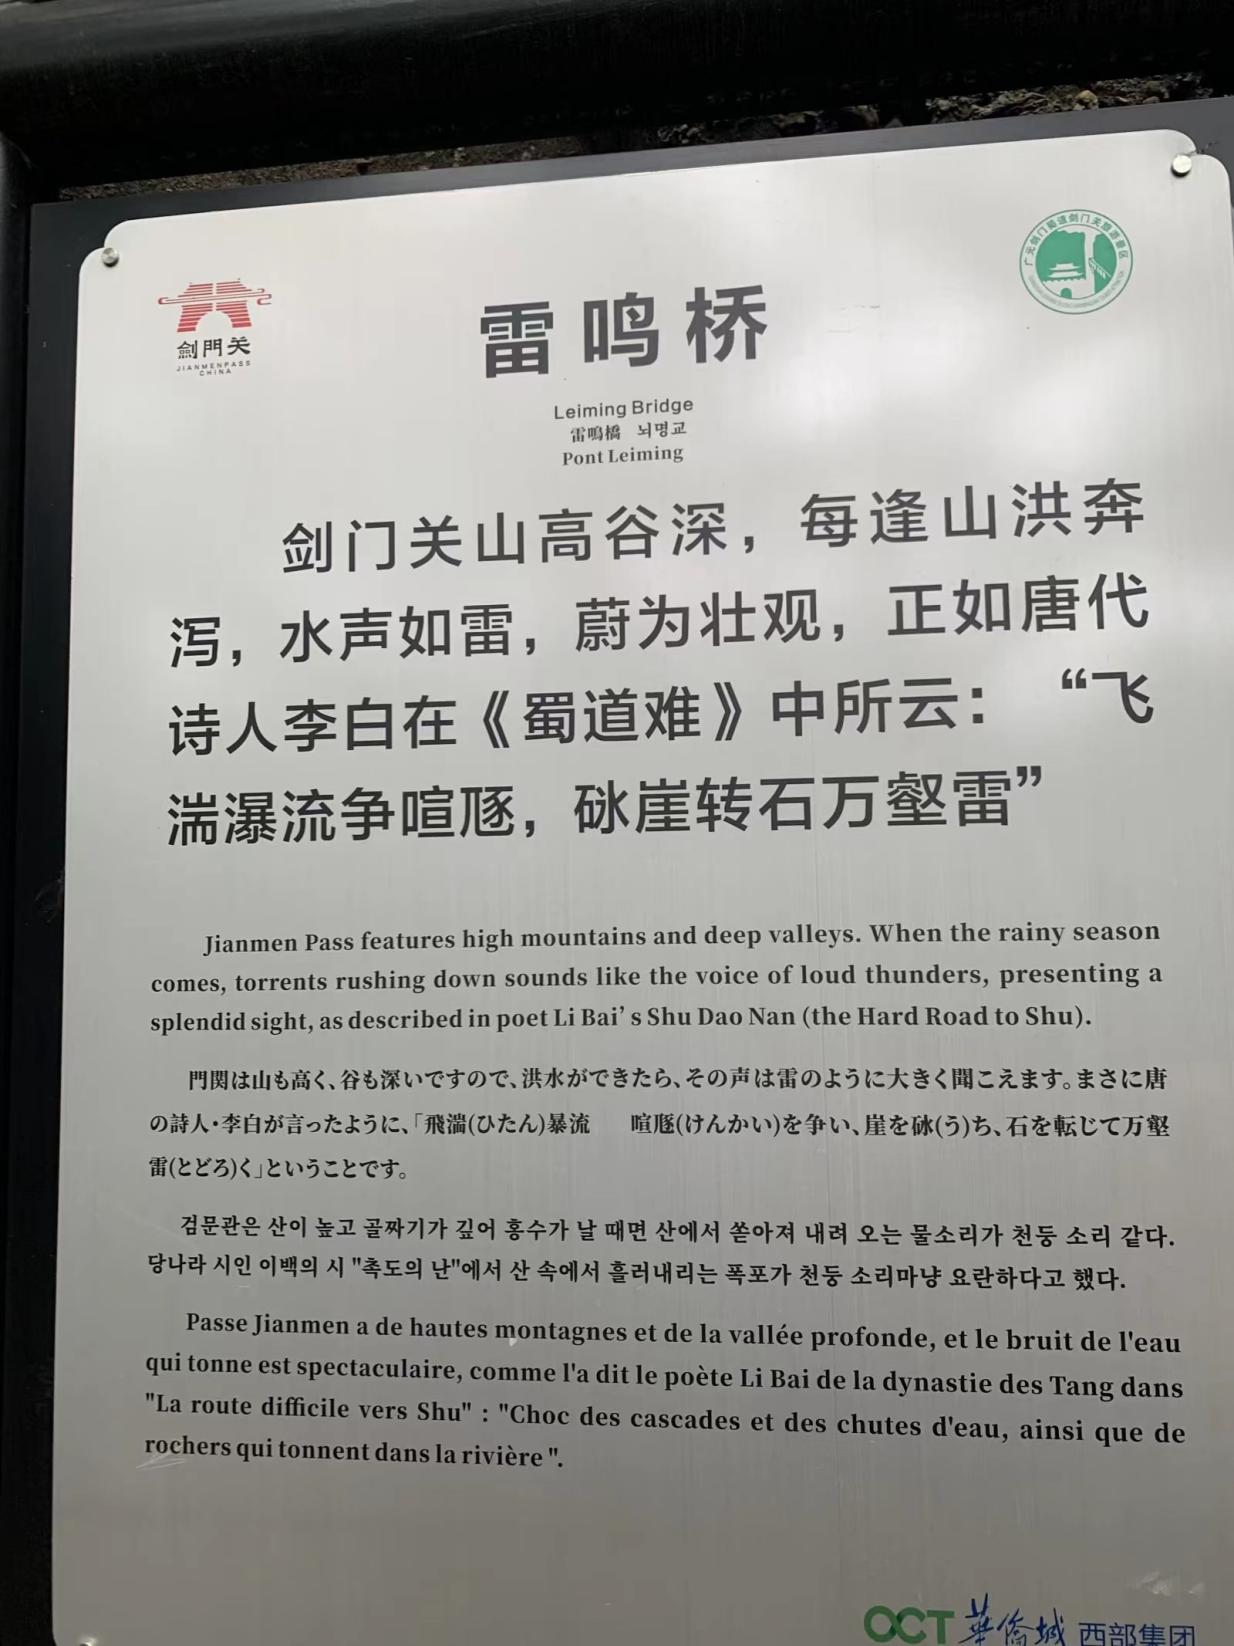 劍門关
JIANMENPASS
CHINA
广元剑门蜀道剑门关旅游景区
雷鸣桥
Leiming Bridge
雷鳴橋 뇌명교
Pont Leiming
剑门关山高谷深，每逢山洪奔
泻，水声如雷，蔚为壮观，正如唐代
诗人李白在《蜀道难》中所云：“飞
湍瀑流争喧豗，砯崖转石万壑雷”
Jianmen Pass features high mountains and deep valleys. When the rainy season
comes, torrents rushing down sounds like the voice of loud thunders, presenting a
splendid sight, as described in poet Li Bai’s Shu Dao Nan (the Hard Road to Shu).
門関は山も高く、谷も深いですので、洪水ができたら、その声は雷のように大きく聞こえます。まさに唐
の詩人・李白が言ったように、「飛湍(ひたん)暴流 喧豗(けんかい)を争い、崖を砯(う)ち、石を転じて万壑
雷(とどろ)く」ということです。
검문관은 산이 높고 골짜기가 깊어 홍수가 날 때면 산에서 쏟아져 내려 오는 물소리가 천둥 소리 같다.
당나라 시인 이백의 시 "촉도의 난"에서 산 속에서 흘러내리는 폭포가 천둥 소리마냥 요란하다고 했다.
Passe Jianmen a de hautes montagnes et de la vallée profonde, et le bruit de l'eau
qui tonne est spectaculaire, comme l'a dit le poète Li Bai de la dynastie des Tang dans
"La route difficile vers Shu" : "Choc des cascades et des chutes d'eau, ainsi que de
rochers qui tonnent dans la rivière ".
OCT 華僑城 西部集团